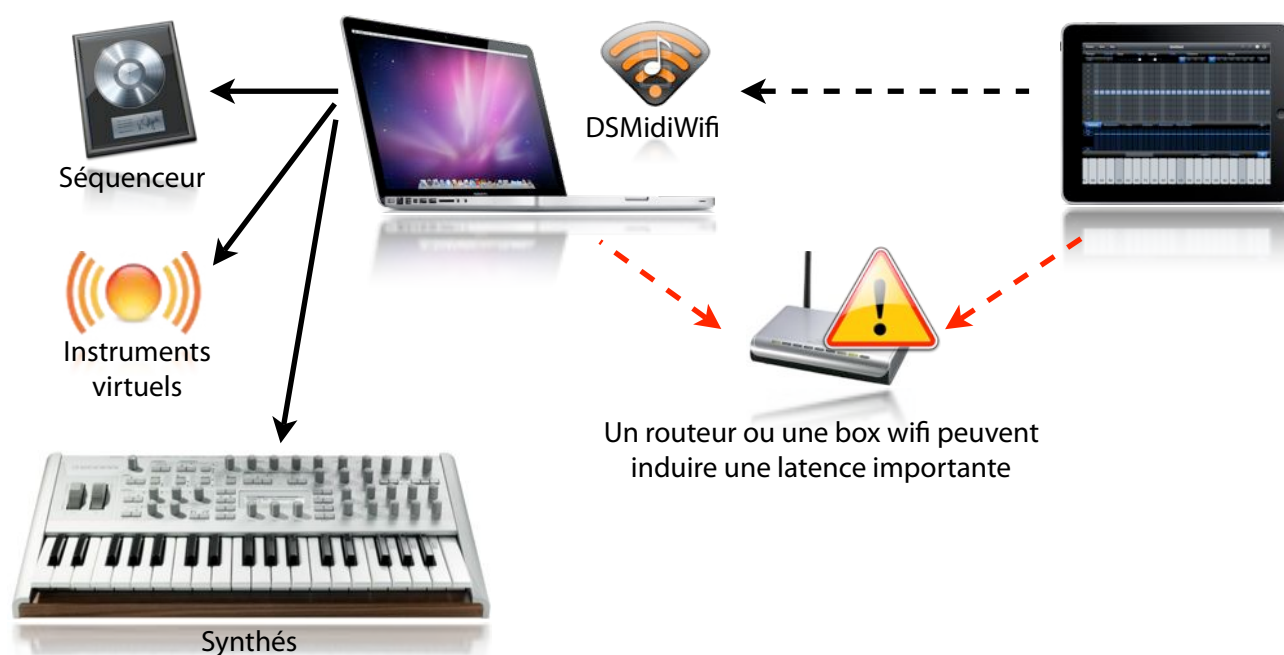 DSMidiWifi
Séquenceur
Instruments
virtuels
Un routeur ou une box wifi peuvent
induire une latence importante
Synthés